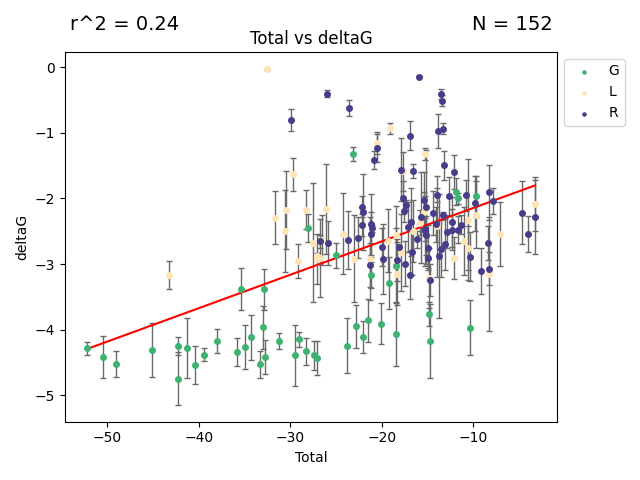 r^2 = 0.24
N = 152
Total vs deltaG
G
L
R
0
−1
−2
−3
−4
−5
deltaG
−50 −40 −30 −20 −10
Total